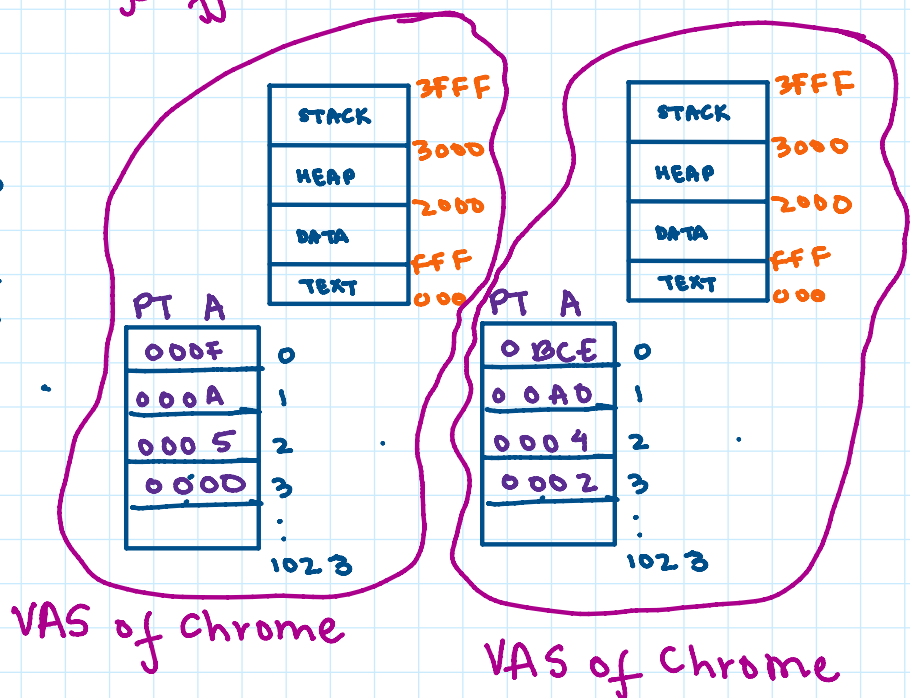 3FFF
STACK
3000
HEAP
2000
DATA
FFF
TEXT
000
PT A
000F 0
000A 1
0005 2
0000 3
:
1023
VAS of Chrome
3FFF
STACK
3000
HEAP
2000
DATA
FFF
TEXT
000
PT A
0BCE 0
00A0 1
0004 2
0002 3
:
1023
VAS of Chrome